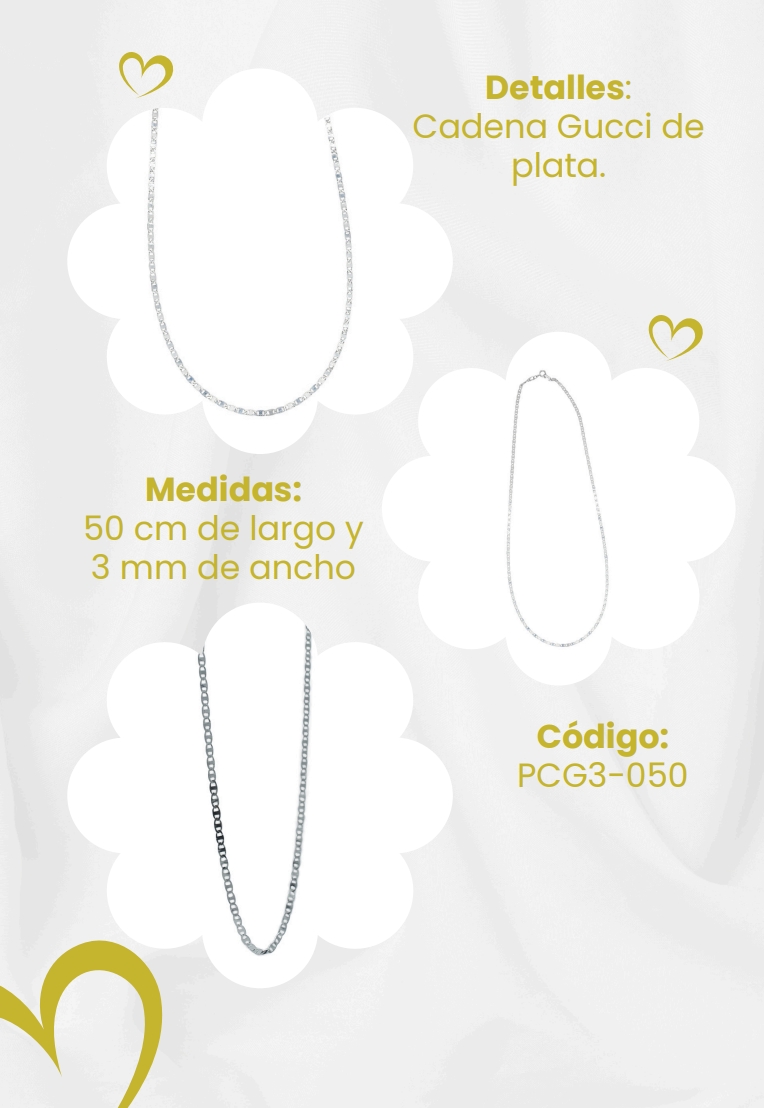 Detalles:
Cadena Gucci de
plata.
Medidas:
50 cm de largo y
3 mm de ancho
Código:
PCG3-050